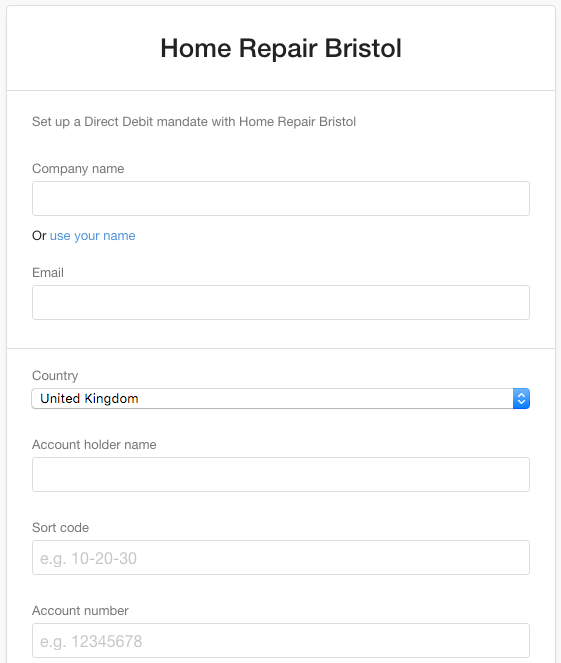 Home Repair Bristol
Set up a Direct Debit mandate with Home Repair Bristol
Company name
Or use your name
Email
Country
United Kingdom
Account holder name
Sort code
e.g. 10-20-30
Account number
e.g. 12345678